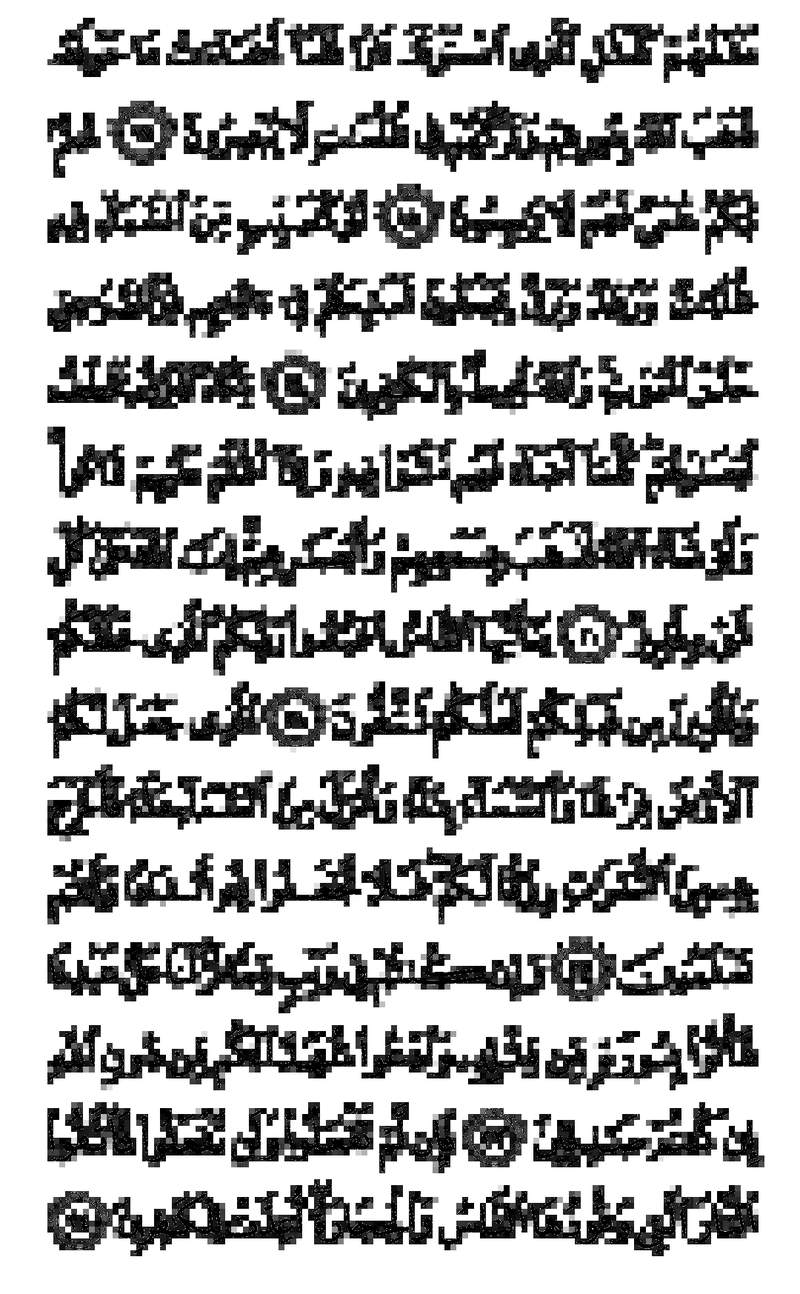 مثلهم كمثل الذي استوقد نارا فلما أضاءت ما حوله
ذهب الله بنورهم وتركهم في ظلمات لا يبصرون ١٧ صم
بكم عمي فهم لا يرجعون ١٨ أو كصيب من السماء فيه
ظلمات ورعد وبرق يجعلون أصابعهم في آذانهم من الصواعق
حذر الموت والله محيط بالكافرين ١٩ يكاد البرق يخطف
أبصارهم كلما أضاء لهم مشوا فيه وإذا أظلم عليهم قاموا
ولو شاء الله لذهب بسمعهم وأبصارهم إن الله على كل
شيء قدير ٢٠ يا أيها الناس اعبدوا ربكم الذي خلقكم
والذين من قبلكم لعلكم تتقون ٢١ الذي جعل لكم
الأرض فراشا والسماء بناء وأنزل من السماء ماء فأخرج
به من الثمرات رزقا لكم فلا تجعلوا لله أندادا وأنتم
تعلمون ٢٢ وإن كنتم في ريب مما نزلنا على عبدنا
فأتوا بسورة من مثله وادعوا شهداءكم من دون الله
إن كنتم صادقين ٢٣ فإن لم تفعلوا ولن تفعلوا فاتقوا
النار التي وقودها الناس والحجارة أعدت للكافرين ٢٤